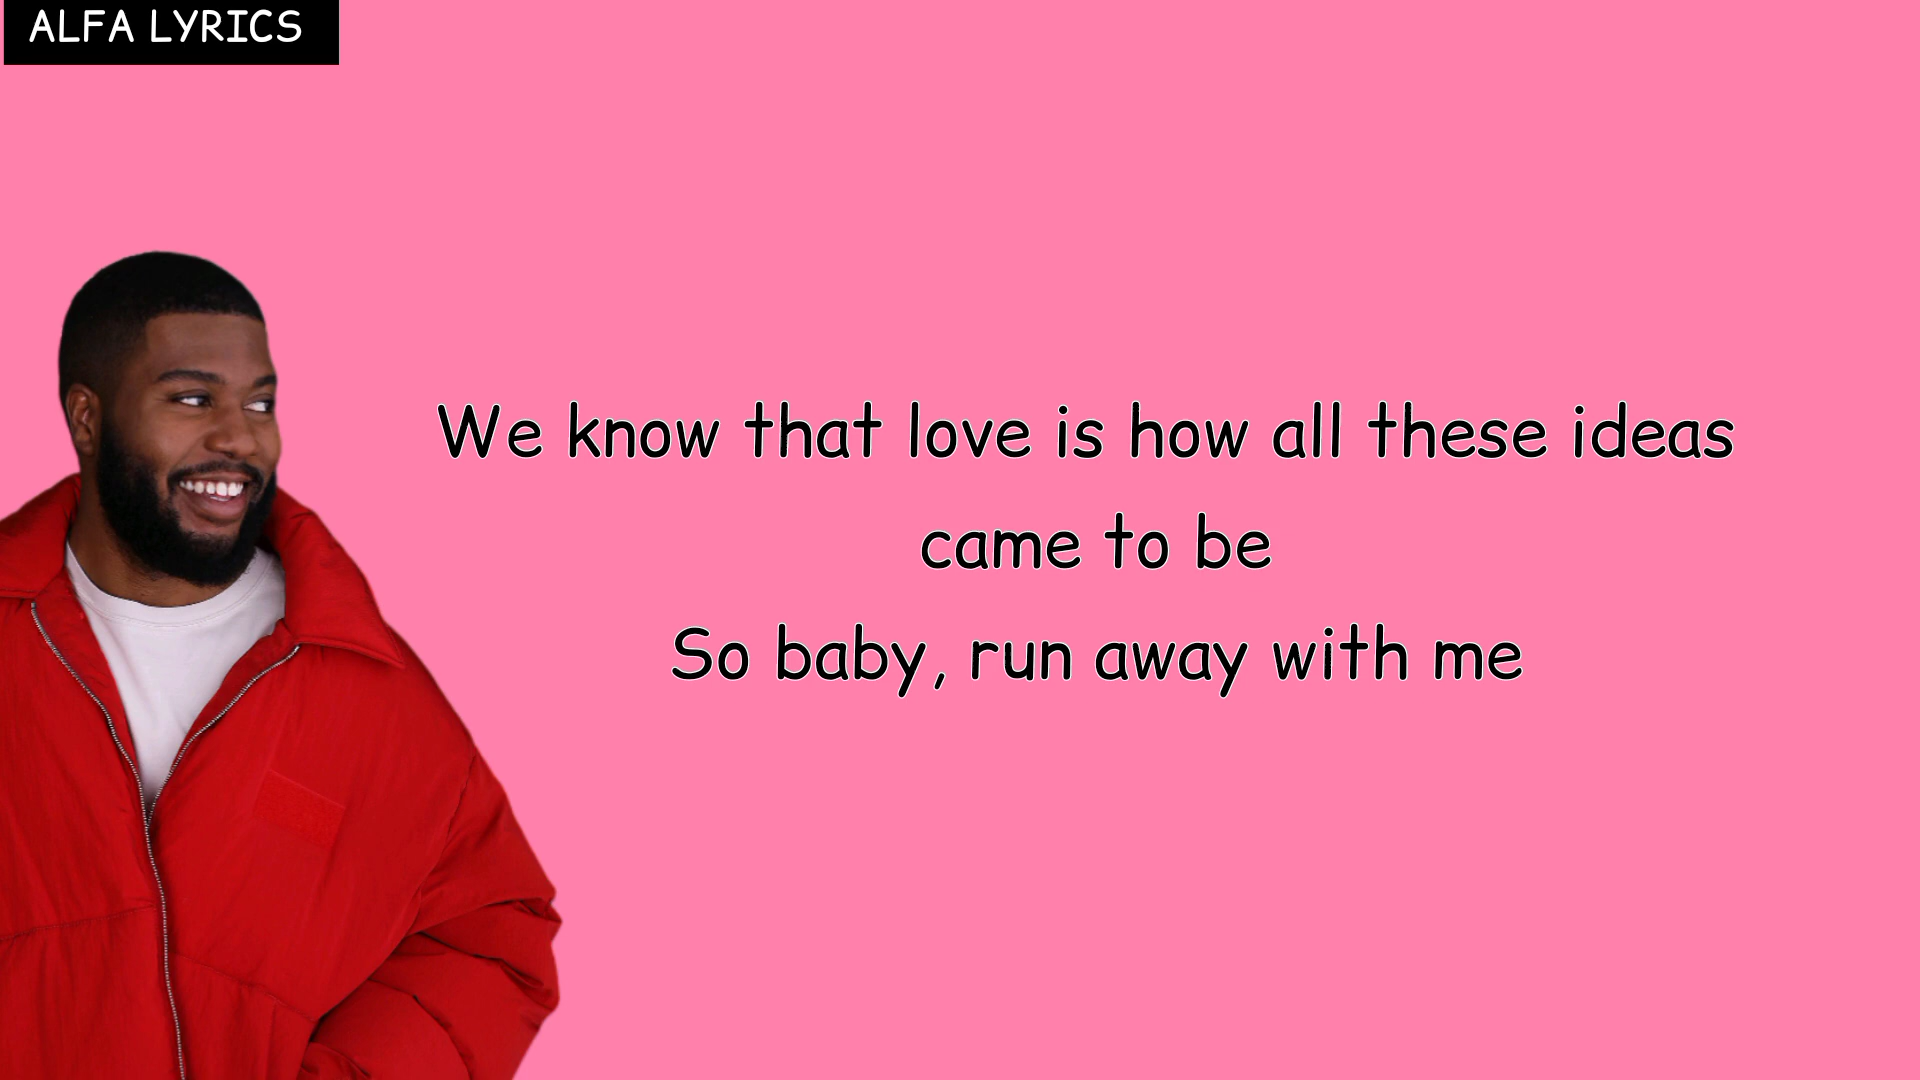 ALFA LYRICS
We know that love is how all these ideas
came to be
So baby, run away with me